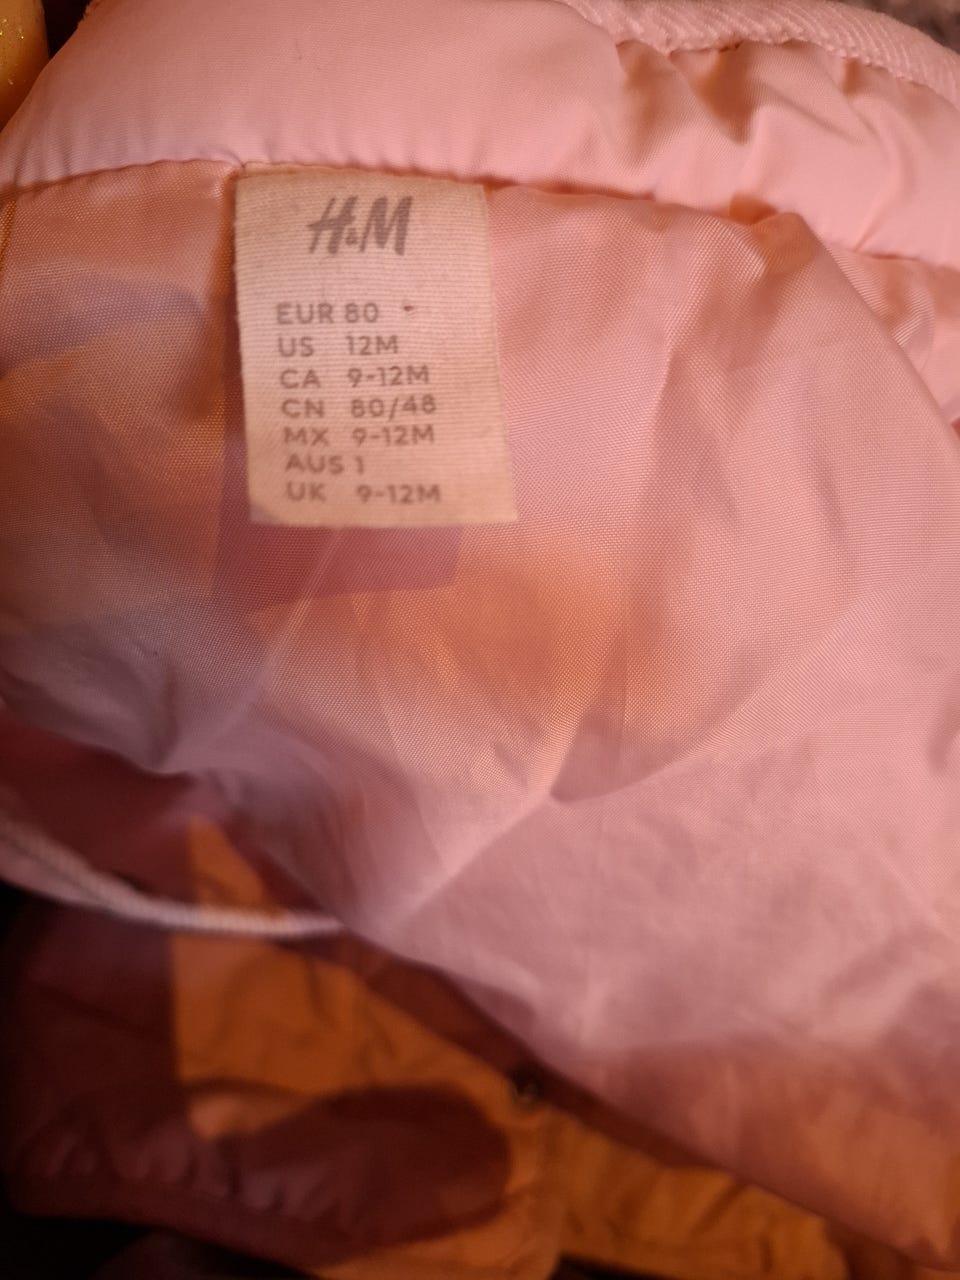 H&M
EUR 80
US 12M
CA 9-12M
CN 80/48
MX 9-12M
AUS 1
UK 9-12M